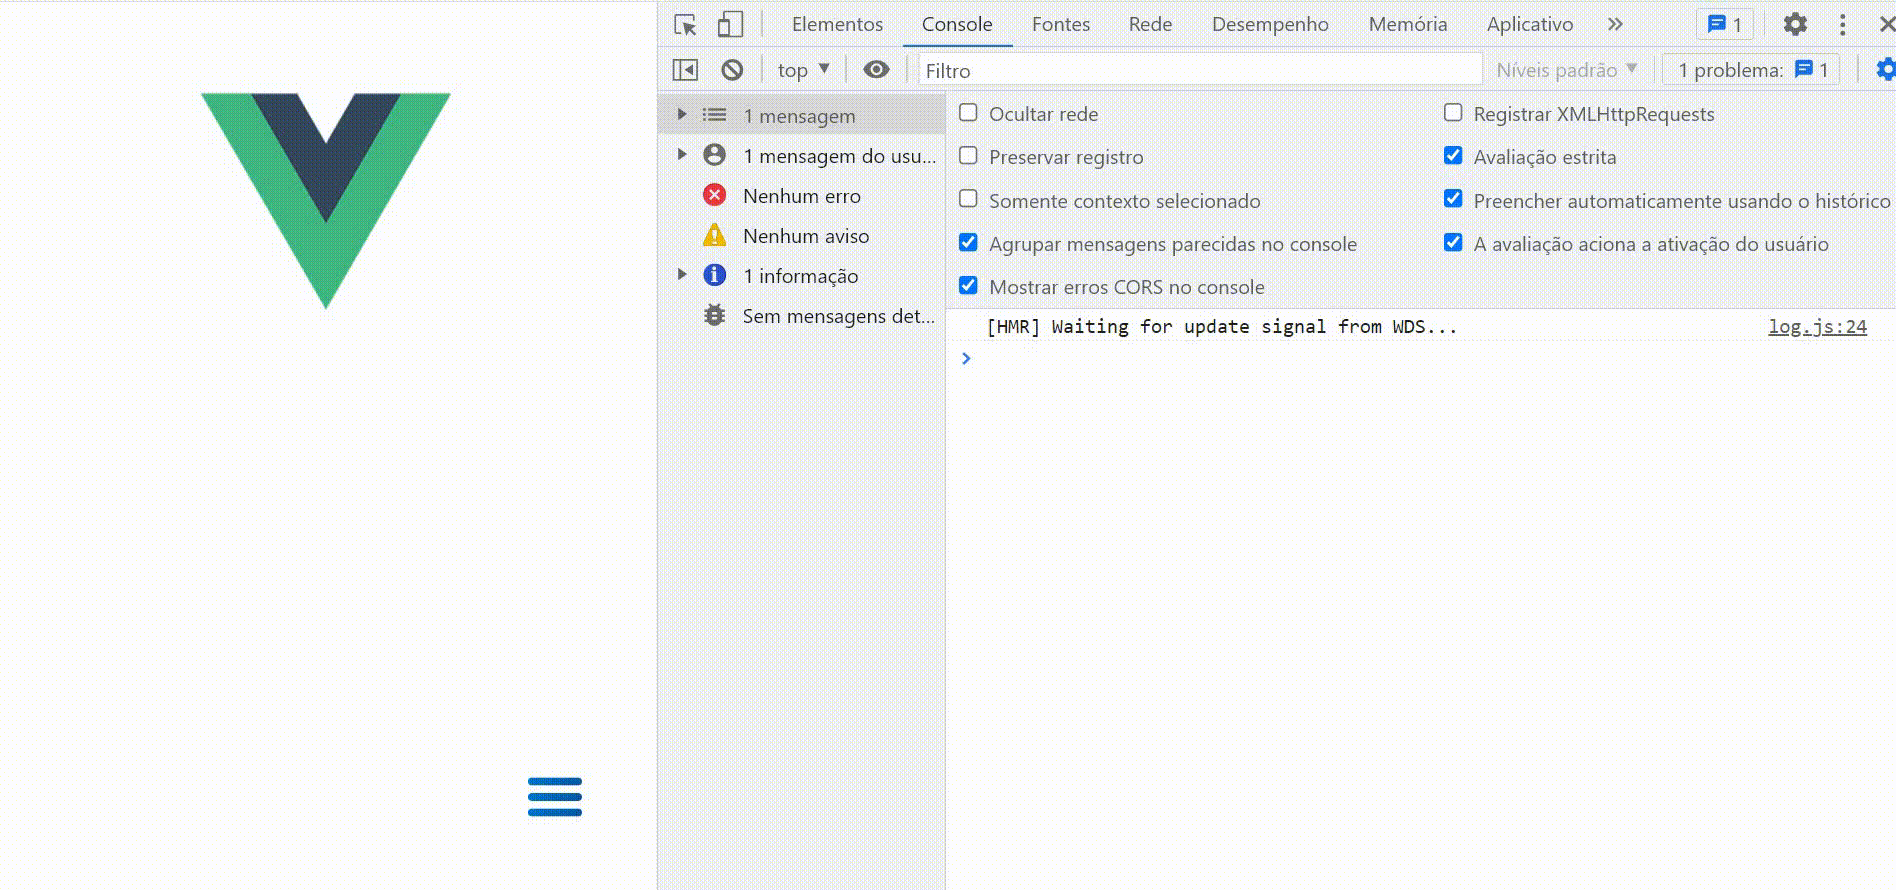 Elementos Console Fontes Rede Desempenho Memória Aplicativo 1
top Filtro Níveis padrão 1 problema: 1
1 mensagem
1 mensagem do usu...
Nenhum erro
Nenhum aviso
1 informação
Sem mensagens det...
Ocultar rede
Registrar XMLHttpRequests
Preservar registro
Avaliação estrita
Somente contexto selecionado
Preencher automaticamente usando o histórico
Agrupar mensagens parecidas no console
A avaliação aciona a ativação do usuário
Mostrar erros CORS no console
[HMR] Waiting for update signal from WDS... log.js:24